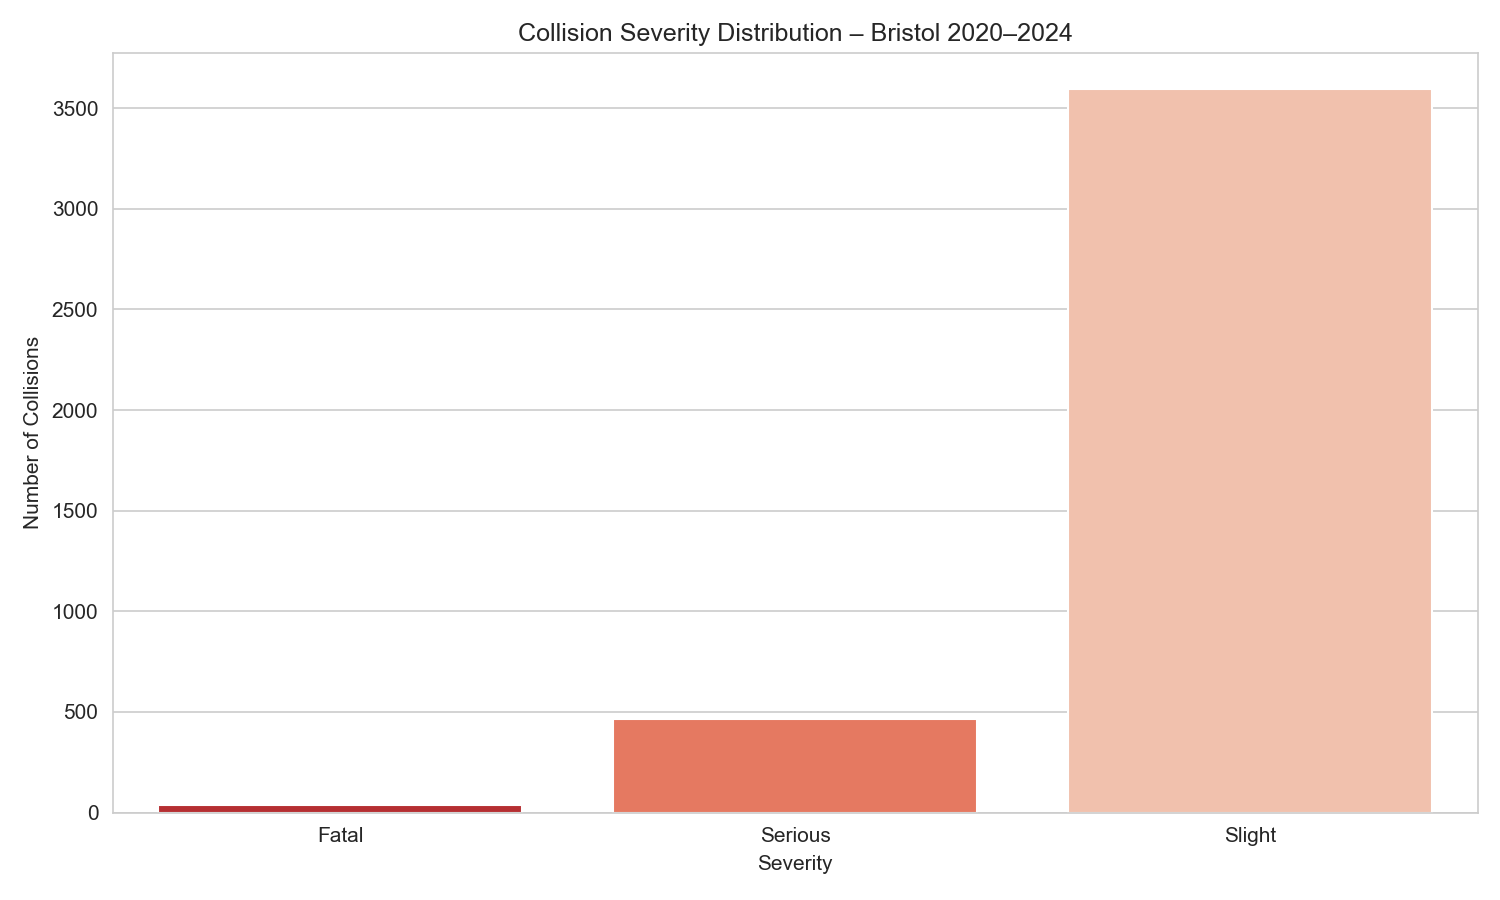 Collision Severity Distribution – Bristol 2020–2024
Number of Collisions
3500
3000
2500
2000
1500
1000
500
0
Fatal
Serious
Slight
Severity